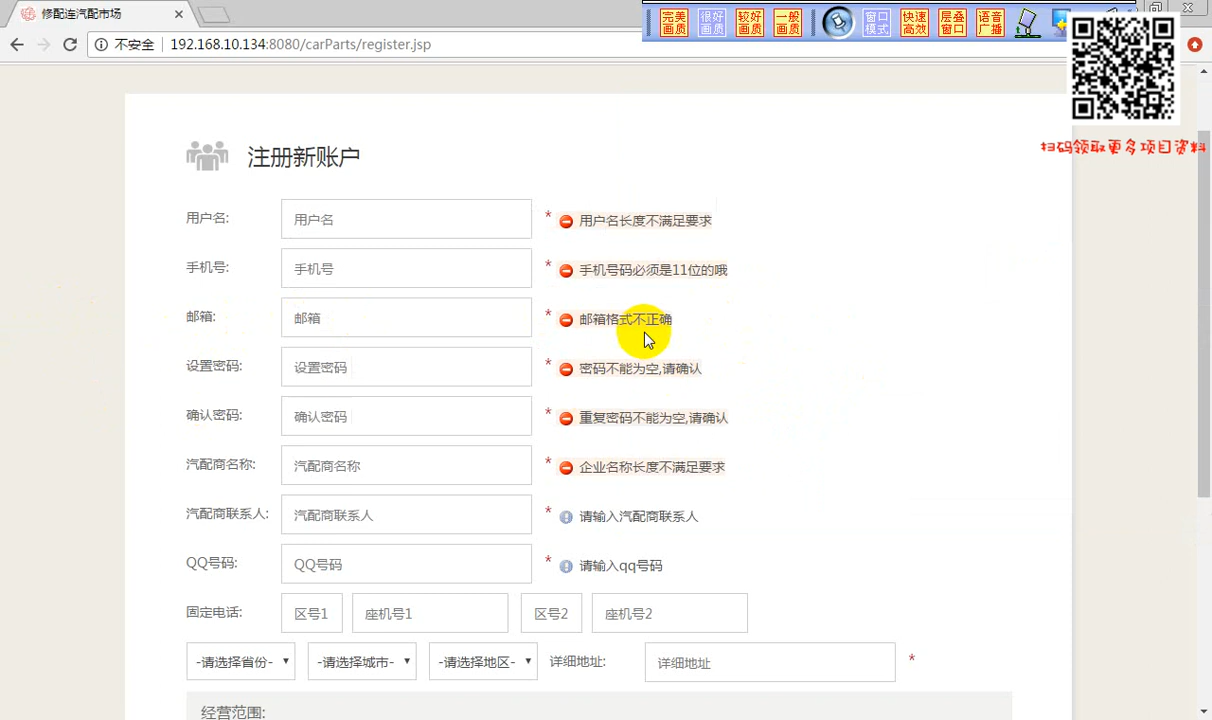 修配连汽配市场
完美画质
很好画质
较好画质
一般画质
窗口模式
快速高效
层叠窗口
语音广播
不安全 192.168.10.134:8080/carParts/register.jsp
扫码领取更多项目资料
注册新账户
用户名: 用户名 * 用户名长度不满足要求
手机号: 手机号 * 手机号码必须是11位的哦
邮箱: 邮箱 * 邮箱格式不正确
设置密码: 设置密码 * 密码不能为空,请确认
确认密码: 确认密码 * 重复密码不能为空,请确认
汽配商名称: 汽配商名称 * 企业名称长度不满足要求
汽配商联系人: 汽配商联系人 * 请输入汽配商联系人
QQ号码: QQ号码 * 请输入qq号码
固定电话: 区号1 座机号1 区号2 座机号2
-请选择省份- -请选择城市- -请选择地区- 详细地址: 详细地址 *
经营范围: